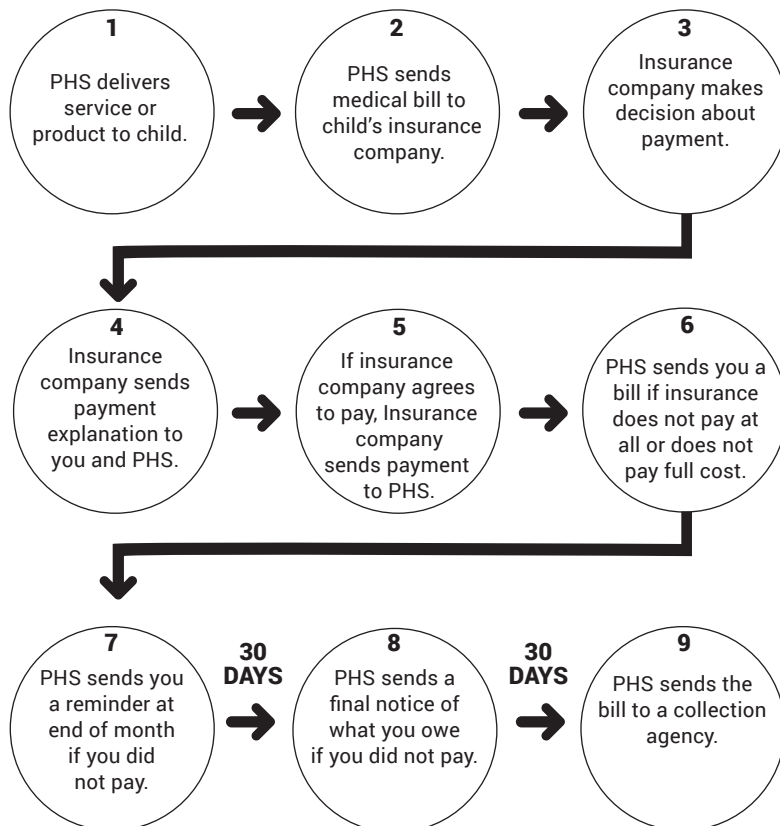 1
PHS delivers
service or
product to child.
2
PHS sends
medical bill to
child’s insurance
company.
3
Insurance
company makes
decision about
payment.
4
Insurance
company sends
payment
explanation to
you and PHS.
5
If insurance
company agrees
to pay, Insurance
company
sends payment
to PHS.
6
PHS sends you a
bill if insurance
does not pay at
all or does not
pay full cost.
7
PHS sends you
a reminder at
end of month
if you did
not pay.
30
DAYS
8
PHS sends a
final notice of
what you owe
if you did not pay.
30
DAYS
9
PHS sends the
bill to a collection
agency.